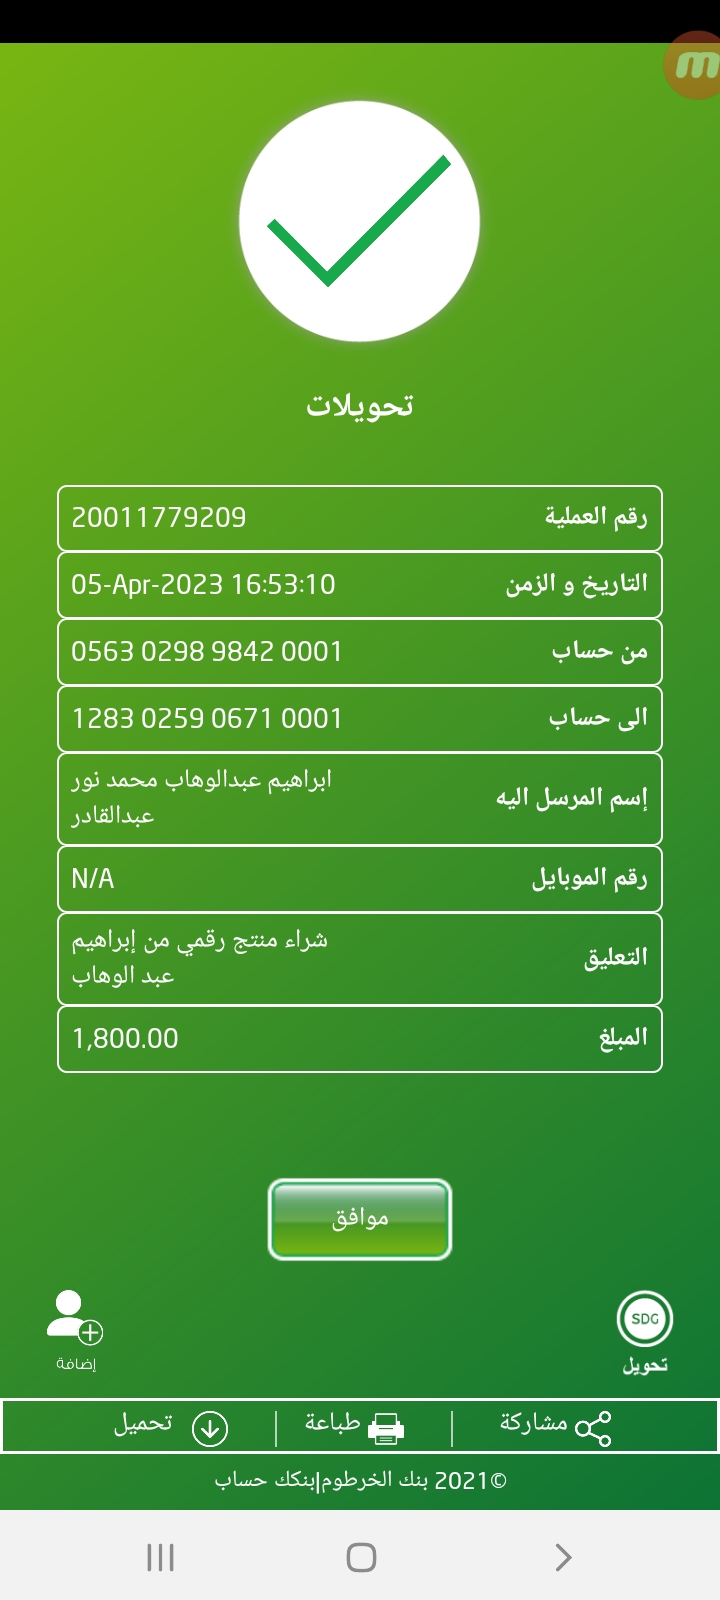 m
تحويلات
رقم العملية 20011779209
التاريخ و الزمن 05-Apr-2023 16:53:10
من حساب 0563 0298 9842 0001
الى حساب 1283 0259 0671 0001
إسم المرسل اليه ابراهيم عبدالوهاب محمد نور
عبدالقادر
رقم الموبايل N/A
التعليق شراء منتج رقمي من إبراهيم
عبد الوهاب
المبلغ 1,800.00
موافق
SDG
تحويل إضافة
مشاركة طباعة تحميل
©2021 بنك الخرطوم|بنكك حساب